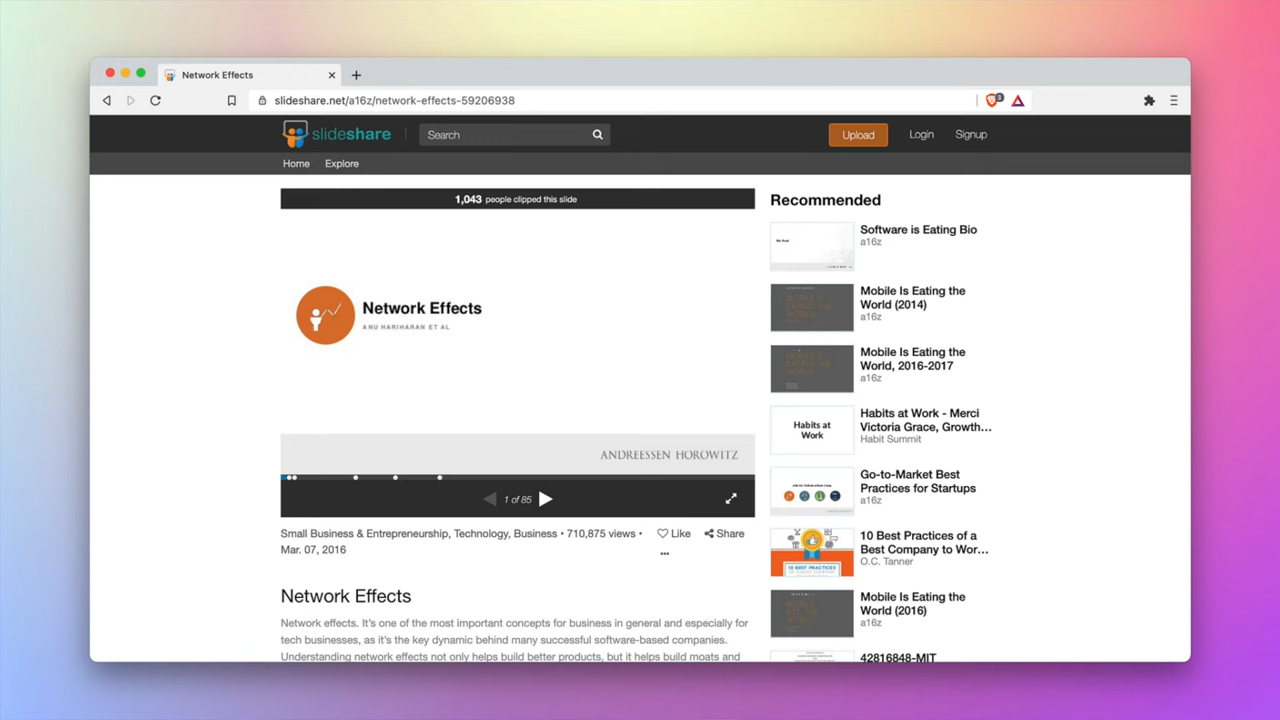 Network Effects
slideshare.net/a16z/network-effects-59206938
3
slideshare
Search
Upload
Login
Signup
Home
Explore
1,043 people clipped this slide
Network Effects
ANU HARIHARAN ET AL
ANDREESSEN HOROWITZ
1 of 85
Small Business & Entrepreneurship, Technology, Business • 710,875 views •
Mar. 07, 2016
Like
Share
Network Effects
Network effects. It's one of the most important concepts for business in general and especially for
tech businesses, as it's the key dynamic behind many successful software-based companies.
Understanding network effects not only helps build better products, but it helps build moats and
Recommended
Software is Eating Bio
a16z
Mobile Is Eating the
World (2014)
a16z
Mobile Is Eating the
World, 2016-2017
a16z
Habits at
Work
Habits at Work - Merci
Victoria Grace, Growth…
Habit Summit
Go-to-Market Best
Practices for Startups
a16z
10 BEST PRACTICES
10 Best Practices of a
Best Company to Wor…
O.C. Tanner
Mobile Is Eating the
World (2016)
a16z
42816848-MIT